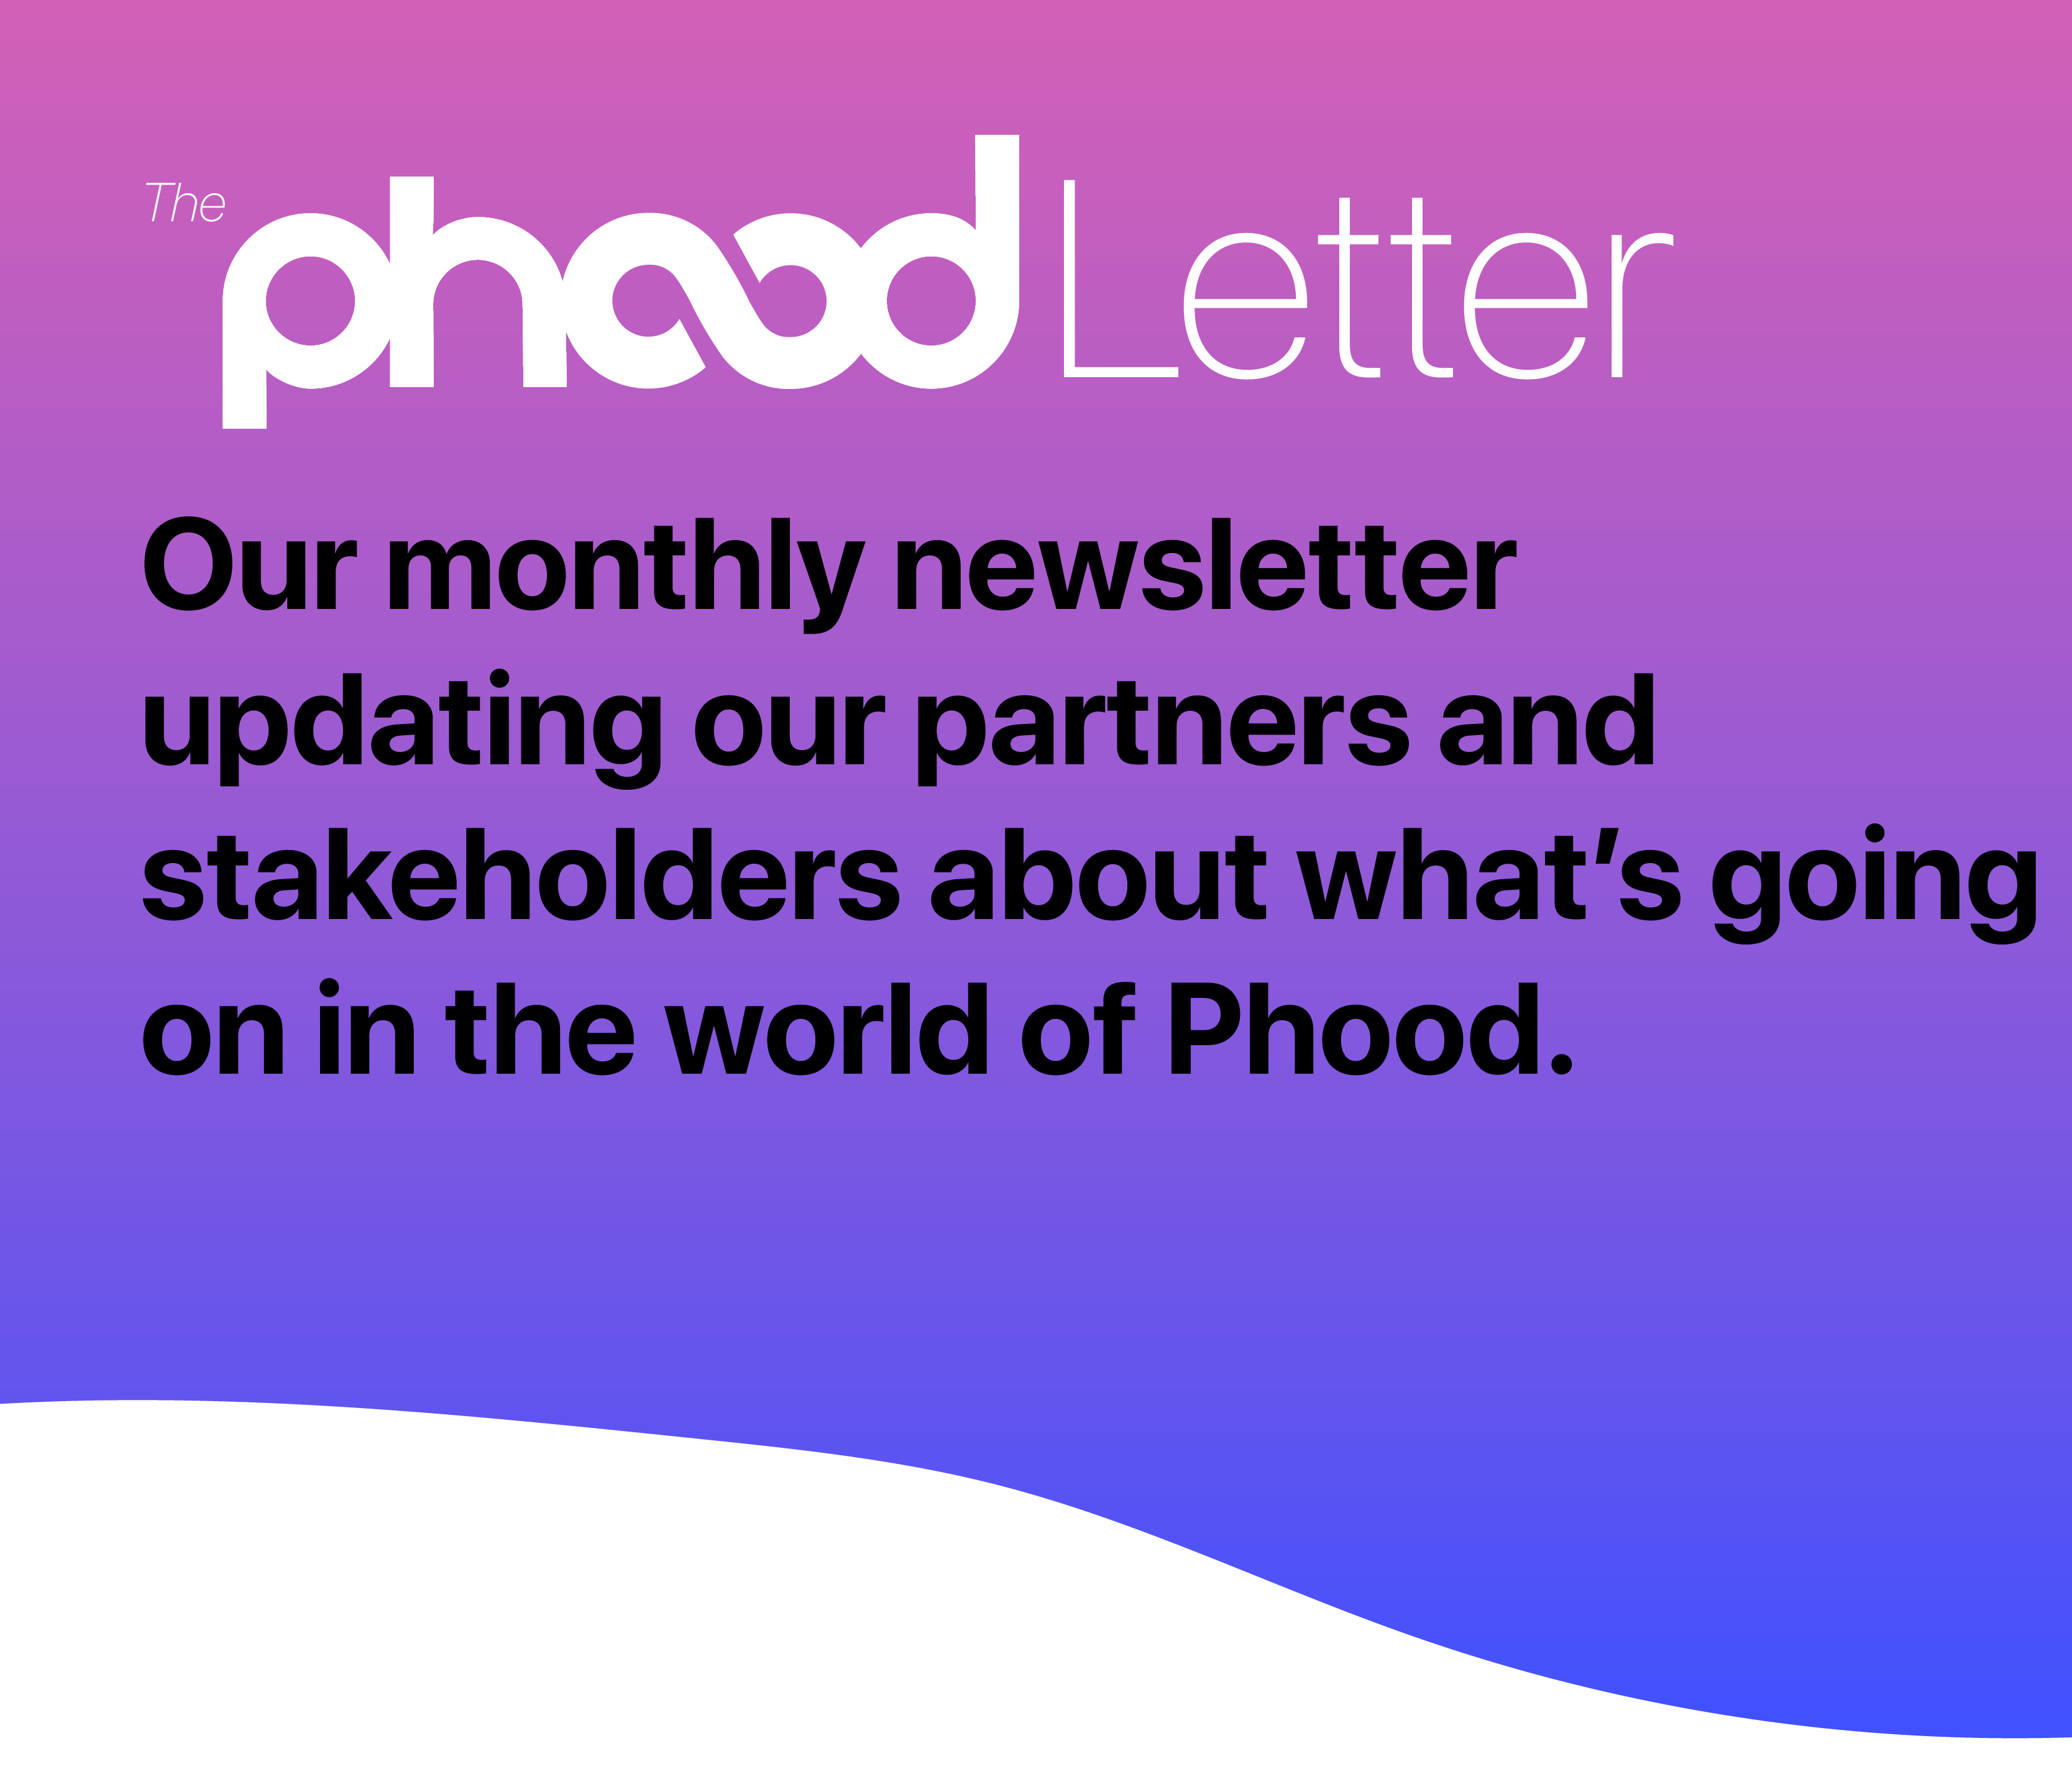 The phood Letter
Our monthly newsletter
updating our partners and
stakeholders about what's going
on in the world of Phood.